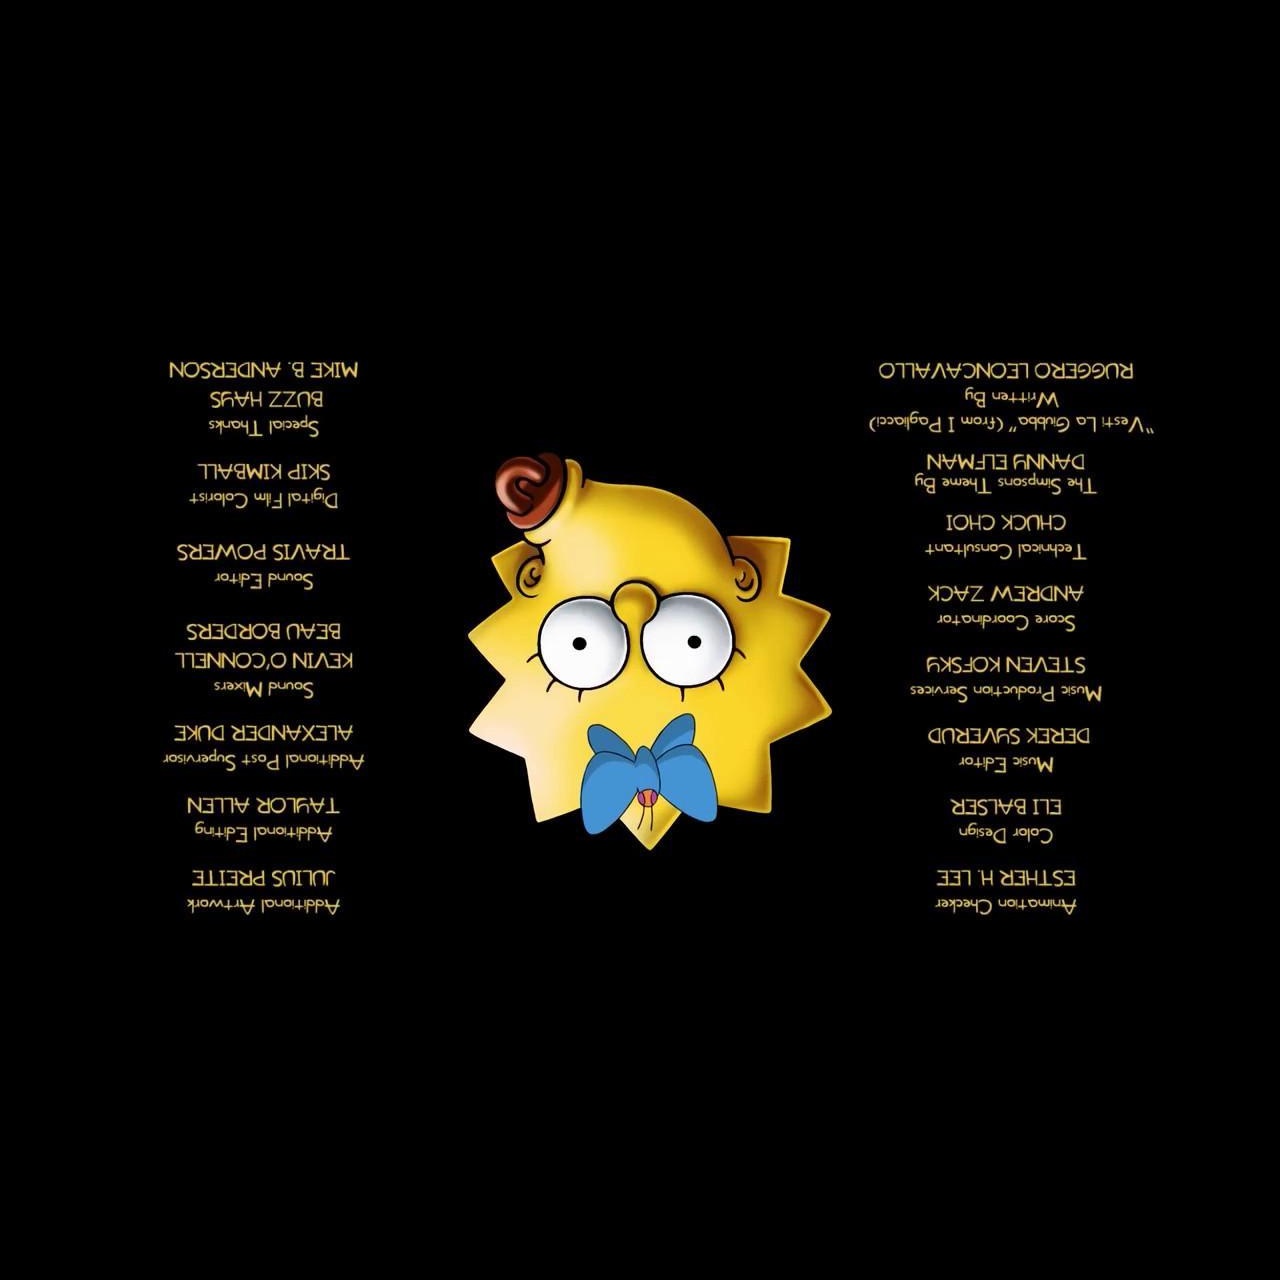 Animation Checker
ESTHER H. LEE
Color Design
ELI BALSER
Music Editor
DEREK SYVERUD
Music Production Services
STEVEN KOFSKY
Score Coordinator
ANDREW ZACK
Technical Consultant
CHUCK CHOI
The Simpsons Theme By
DANNY ELFMAN
"Vesti La Giubba" (from I Pagliacci)
Written By
RUGGERO LEONCAVALLO
Additional Artwork
JULIUS PREITE
Additional Editing
TAYLOR ALLEN
Additional Post Supervisor
ALEXANDER DUKE
Sound Mixers
KEVIN O'CONNELL
BEAU BORDERS
Sound Editor
TRAVIS POWERS
Digital Film Colorist
SKIP KIMBALL
Special Thanks
BUZZ HAYS
MIKE B. ANDERSON